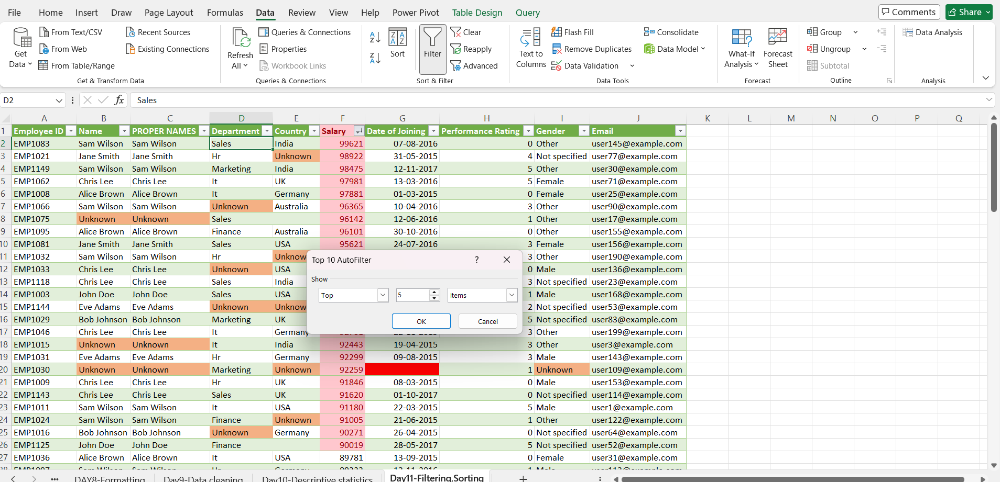 File Home Insert Draw Page Layout Formulas Data Review View Help Power Pivot Table Design Query Comments Share
Get Data
From Text/CSV
From Web
From Table/Range
Recent Sources
Existing Connections
Get & Transform Data
Refresh All
Queries & Connections
Properties
Workbook Links
Queries & Connections
Sort
Filter
Clear
Reapply
Advanced
Sort & Filter
Text to Columns
Flash Fill
Remove Duplicates
Data Validation
Consolidate
Data Model
Data Tools
What-If Analysis
Forecast Sheet
Forecast
Group
Ungroup
Subtotal
Outline
Data Analysis
Analysis
D2 fx Sales
A B C D E F G H I J K L M N O P Q
1 Employee ID Name PROPER NAMES Department Country Salary Date of Joining Performance Rating Gender Email
2 EMP1083 Sam Wilson Sam Wilson Sales India 99621 07-08-2016 0 Other user145@example.com
3 EMP1021 Jane Smith Jane Smith Hr Unknown 98922 31-05-2015 4 Not specified user77@example.com
4 EMP1149 Sam Wilson Sam Wilson Marketing India 98475 12-11-2017 5 Other user30@example.com
5 EMP1062 Chris Lee Chris Lee It UK 97981 13-03-2016 5 Female user71@example.com
6 EMP1008 Alice Brown Alice Brown It Germany 97881 01-03-2015 0 Female user25@example.com
7 EMP1066 Sam Wilson Sam Wilson Unknown Australia 96365 10-04-2016 3 Other user90@example.com
8 EMP1075 Unknown Unknown Sales 96142 12-06-2016 1 Other user17@example.com
9 EMP1095 Alice Brown Alice Brown Finance Australia 96101 30-10-2016 0 Other user155@example.com
10 EMP1081 Jane Smith Jane Smith Sales USA 95621 24-07-2016 3 Female user156@example.com
11 EMP1032 Sam Wilson Sam Wilson Hr Unknow 3 Other user190@example.com
12 EMP1033 Chris Lee Chris Lee Unknown USA 0 Male user136@example.com
13 EMP1118 Chris Lee Chris Lee Sales India 3 Not specified user23@example.com
14 EMP1003 John Doe John Doe Sales USA 1 Male user168@example.com
15 EMP1144 Eve Adams Eve Adams Unknown Unknow 2 Not specified user53@example.com
16 EMP1029 Bob Johnson Bob Johnson Marketing UK 5 Not specified user83@example.com
17 EMP1046 Chris Lee Chris Lee It Germany 3 Other user199@example.com
18 EMP1015 Unknown Unknown It India 92443 19-04-2015 3 Other user3@example.com
19 EMP1031 Eve Adams Eve Adams Hr Germany 92299 09-08-2015 3 Male user143@example.com
20 EMP1030 Unknown Unknown Marketing Unknown 92259 1 Unknown user109@example.com
21 EMP1009 Chris Lee Chris Lee Hr UK 91846 08-03-2015 0 Male user153@example.com
22 EMP1143 Chris Lee Chris Lee Sales UK 91620 01-10-2017 0 Not specified user114@example.com
23 EMP1011 Sam Wilson Sam Wilson It USA 91180 22-03-2015 5 Male user1@example.com
24 EMP1024 Sam Wilson Sam Wilson Finance Unknown 91005 21-06-2015 1 Other user122@example.com
25 EMP1016 Bob Johnson Bob Johnson Unknown Germany 90271 26-04-2015 0 Not specified user64@example.com
26 EMP1125 John Doe John Doe Finance 90019 28-05-2017 5 Not specified user52@example.com
27 EMP1036 Alice Brown Alice Brown It USA 89781 13-09-2015 0 Female user31@example.com
Top 10 AutoFilter ?
Show
Top 5 Items
OK Cancel
DAY8-Formatting Day9-Data cleaning Day10-Descriptive statistics Day11-Filtering,Sorting